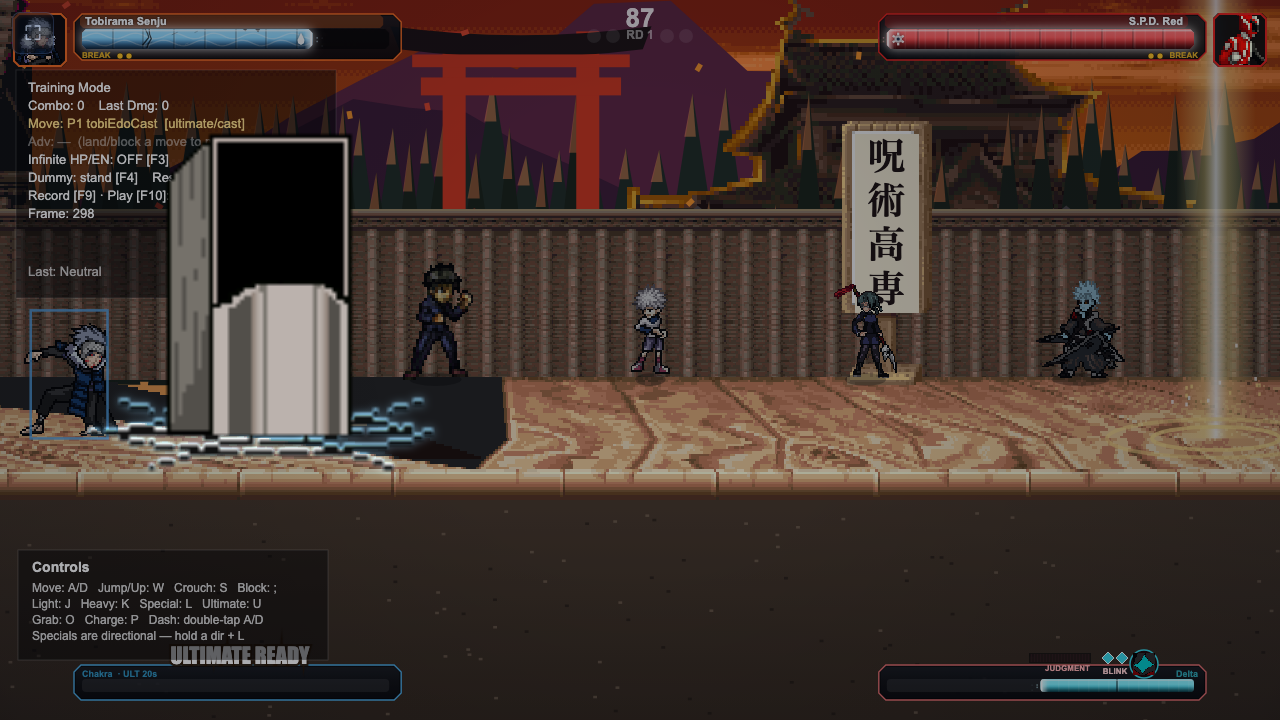 Tobirama Senju
BREAK
87
RD 1
S.P.D. Red
BREAK
Training Mode
Combo: 0 Last Dmg: 0
Move: P1 tobiEdoCast [ultimate/cast]
Adv: — (land/block a move to
Infinite HP/EN: OFF [F3]
Dummy: stand [F4]
Record [F9] · Play [F10]
Frame: 298
Last: Neutral
呪術高専
Controls
Move: A/D Jump/Up: W Crouch: S Block: ;
Light: J Heavy: K Special: L Ultimate: U
Grab: O Charge: P Dash: double-tap A/D
Specials are directional — hold a dir + L
ULTIMATE READY
Chakra · ULT 20s
JUDGMENT
BLINK
Delta